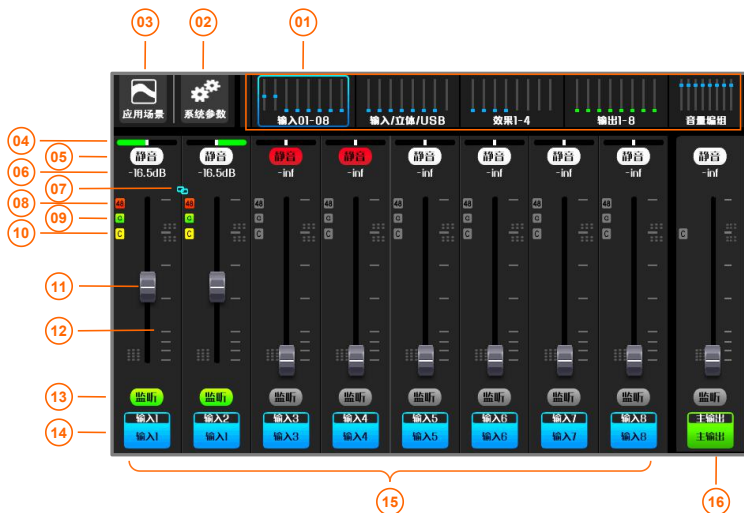 03 02 01
应用场景 系统参数 输入01-08 输入/立体/USB 效果1-4 输出1-8 音量编组
04
05 静音 静音 静音 静音 静音 静音 静音 静音 静音
06 -16.5dB -16.5dB -inf -inf -inf -inf -inf -inf -inf
07
08 48 48 48 48 48 48 48 48
09 G G G G G G G G
10 C C C C C C C C C
11
12
13 监听 监听 监听 监听 监听 监听 监听 监听 监听
输入1 输入2 输入3 输入4 输入5 输入6 输入7 输入8 主输出
14 输入1 输入1 输入3 输入4 输入5 输入6 输入7 输入8 主输出
15 16